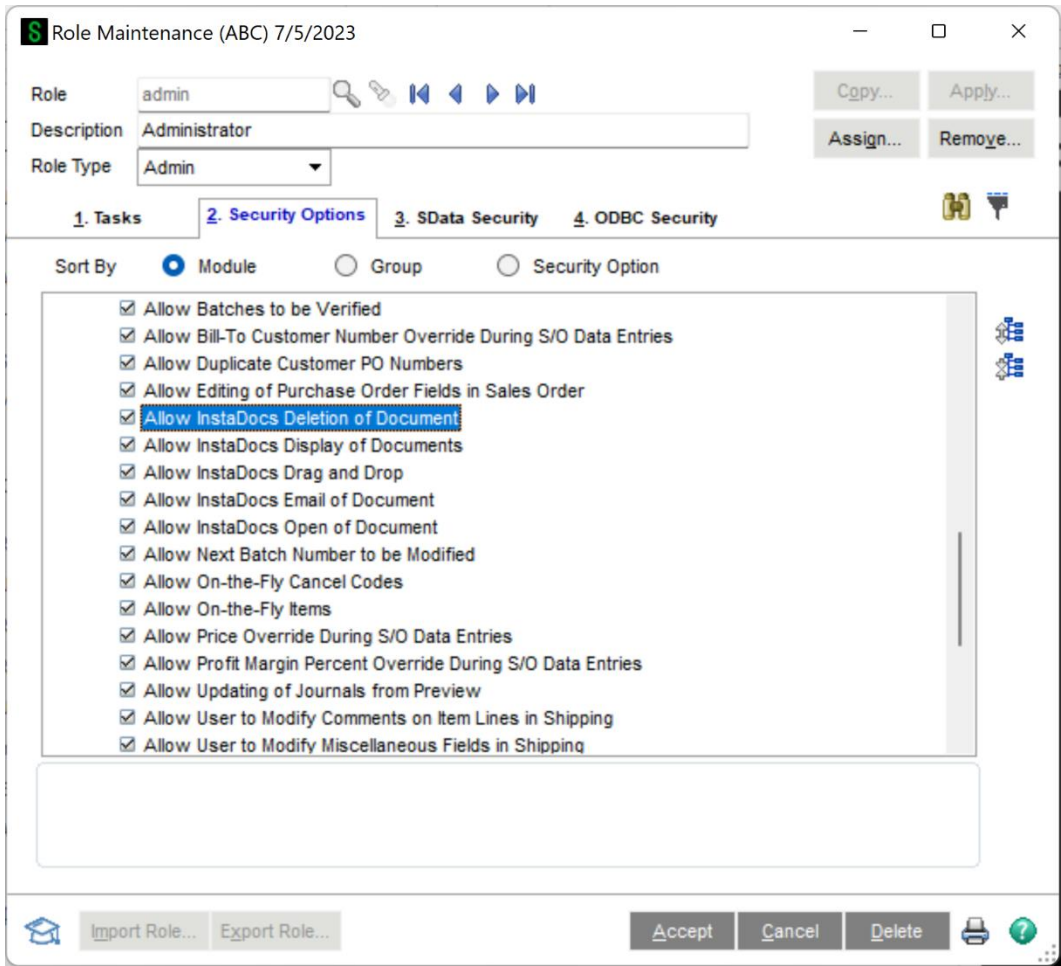 S Role Maintenance (ABC) 7/5/2023
Role admin Copy... Apply...
Description Administrator Assign... Remove...
Role Type Admin
1. Tasks 2. Security Options 3. SData Security 4. ODBC Security
Sort By Module Group Security Option
Allow Batches to be Verified
Allow Bill-To Customer Number Override During S/O Data Entries
Allow Duplicate Customer PO Numbers
Allow Editing of Purchase Order Fields in Sales Order
Allow InstaDocs Deletion of Document
Allow InstaDocs Display of Documents
Allow InstaDocs Drag and Drop
Allow InstaDocs Email of Document
Allow InstaDocs Open of Document
Allow Next Batch Number to be Modified
Allow On-the-Fly Cancel Codes
Allow On-the-Fly Items
Allow Price Override During S/O Data Entries
Allow Profit Margin Percent Override During S/O Data Entries
Allow Updating of Journals from Preview
Allow User to Modify Comments on Item Lines in Shipping
Allow User to Modify Miscellaneous Fields in Shipping
Import Role... Export Role... Accept Cancel Delete ?